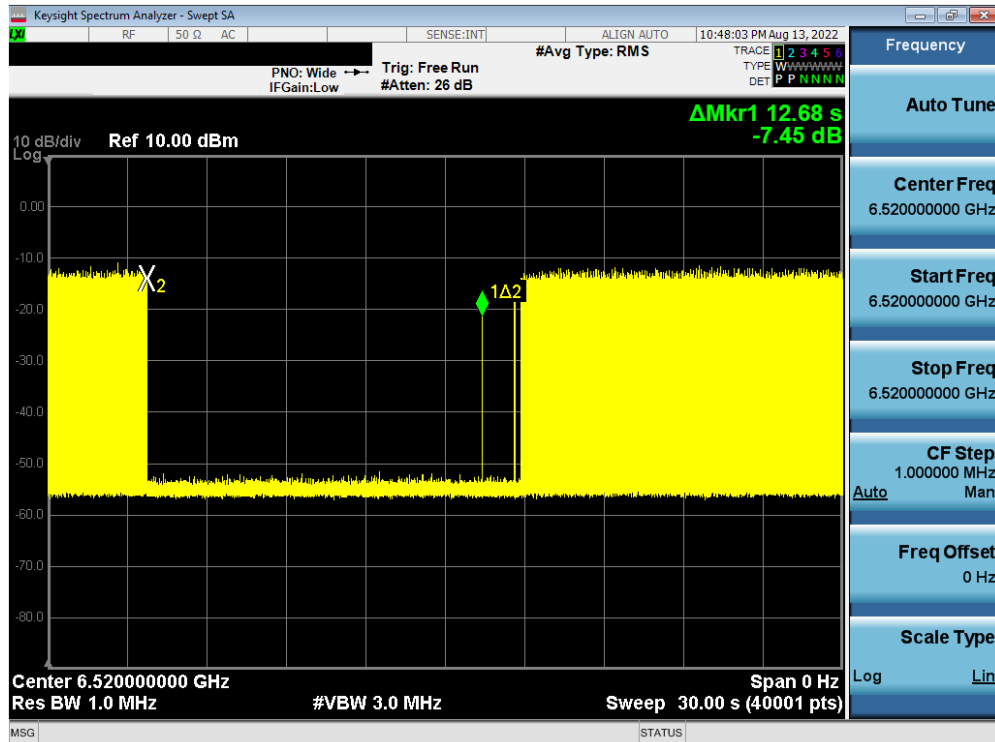 Keysight Spectrum Analyzer - Swept SA
LXI RF 50 Ω AC SENSE:INT ALIGN AUTO 10:48:03 PM Aug 13, 2022
#Avg Type: RMS
TRACE 1 2 3 4 5 6
TYPE WWWWWW
DET P P N N N N
PNO: Wide
IFGain:Low
Trig: Free Run
#Atten: 26 dB
ΔMkr1 12.68 s
-7.45 dB
10 dB/div
Log
Ref 10.00 dBm
0.00
-10.0
-20.0
-30.0
-40.0
-50.0
-60.0
-70.0
-80.0
X2
1Δ2
Center 6.520000000 GHz
Span 0 Hz
Res BW 1.0 MHz
#VBW 3.0 MHz
Sweep 30.00 s (40001 pts)
MSG
STATUS
Frequency
Auto Tune
Center Freq
6.520000000 GHz
Start Freq
6.520000000 GHz
Stop Freq
6.520000000 GHz
CF Step
1.000000 MHz
Auto Man
Freq Offset
0 Hz
Scale Type
Log Lin